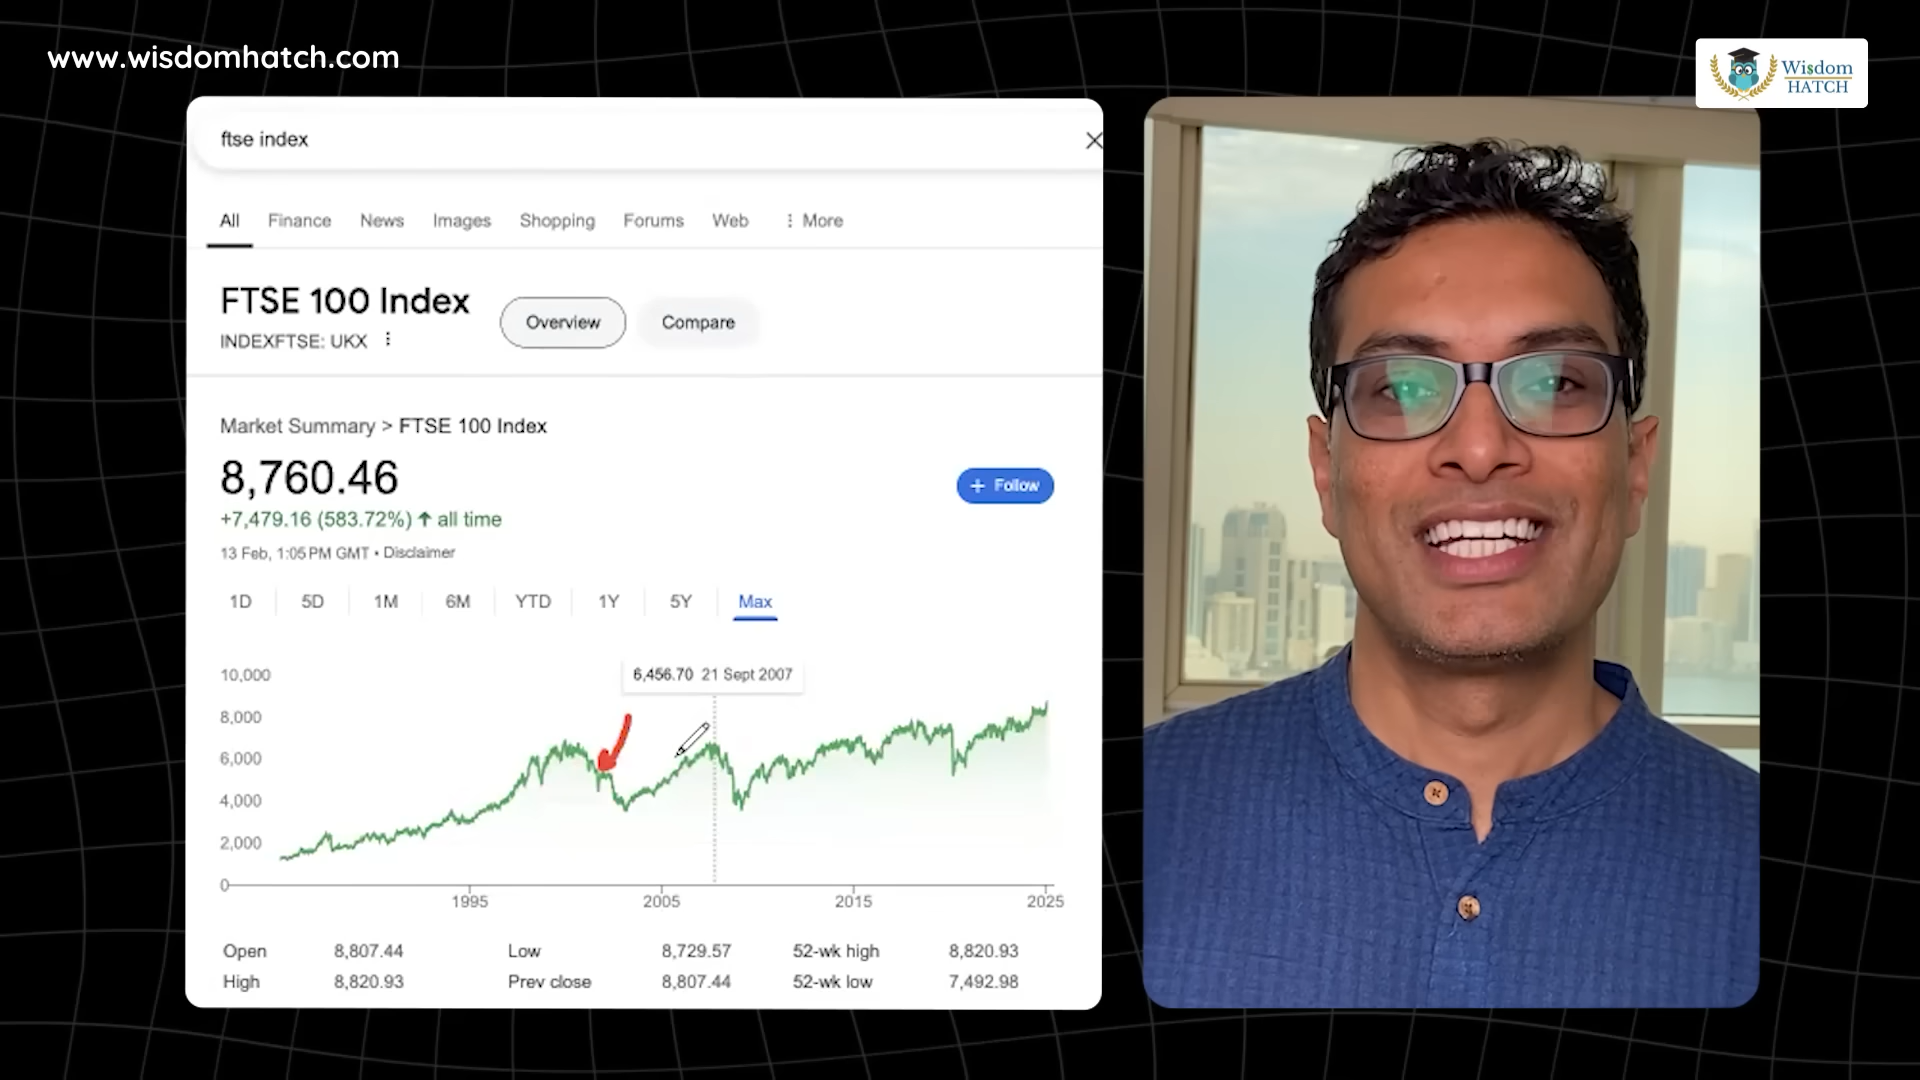 www.wisdomhatch.com
Wisdom
HATCH
ftse index
All Finance News Images Shopping Forums Web More
FTSE 100 Index
INDEXFTSE: UKX
Overview Compare
Market Summary > FTSE 100 Index
8,760.46
+ Follow
+7,479.16 (583.72%) ↑ all time
13 Feb, 1:05 PM GMT • Disclaimer
1D 5D 1M 6M YTD 1Y 5Y Max
6,456.70 21 Sept 2007
10,000
8,000
6,000
4,000
2,000
0
1995 2005 2015 2025
Open 8,807.44 Low 8,729.57 52-wk high 8,820.93
High 8,820.93 Prev close 8,807.44 52-wk low 7,492.98